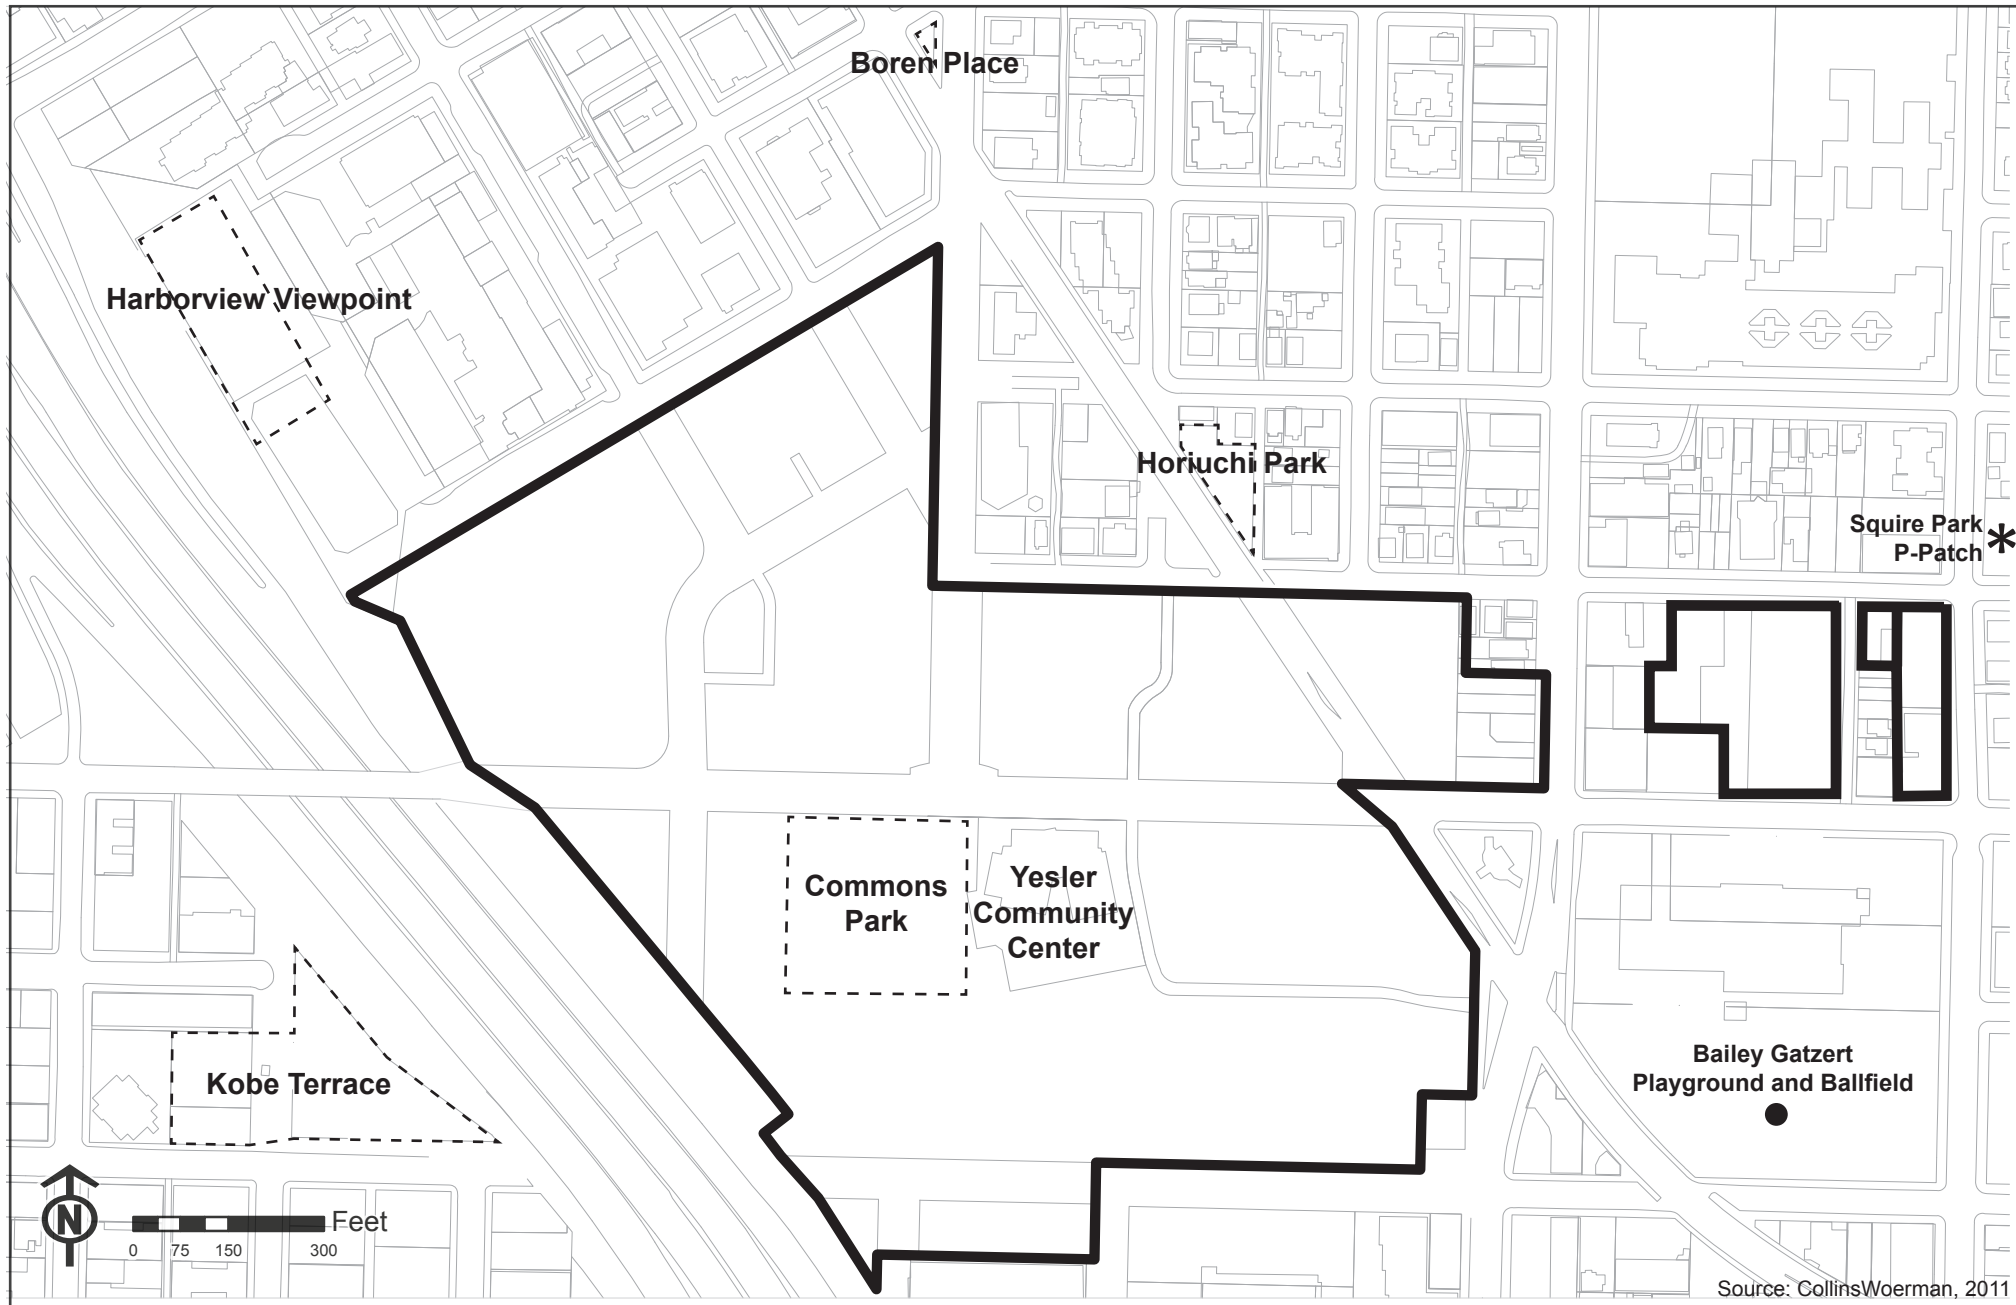 Boren Place
Harborview Viewpoint
Horiuchi Park
Squire Park
P-Patch
Commons
Park
Yesler
Community
Center
Kobe Terrace
Bailey Gatzert
Playground and Ballfield
N
Feet
0 75 150 300
Source: CollinsWoerman, 2011